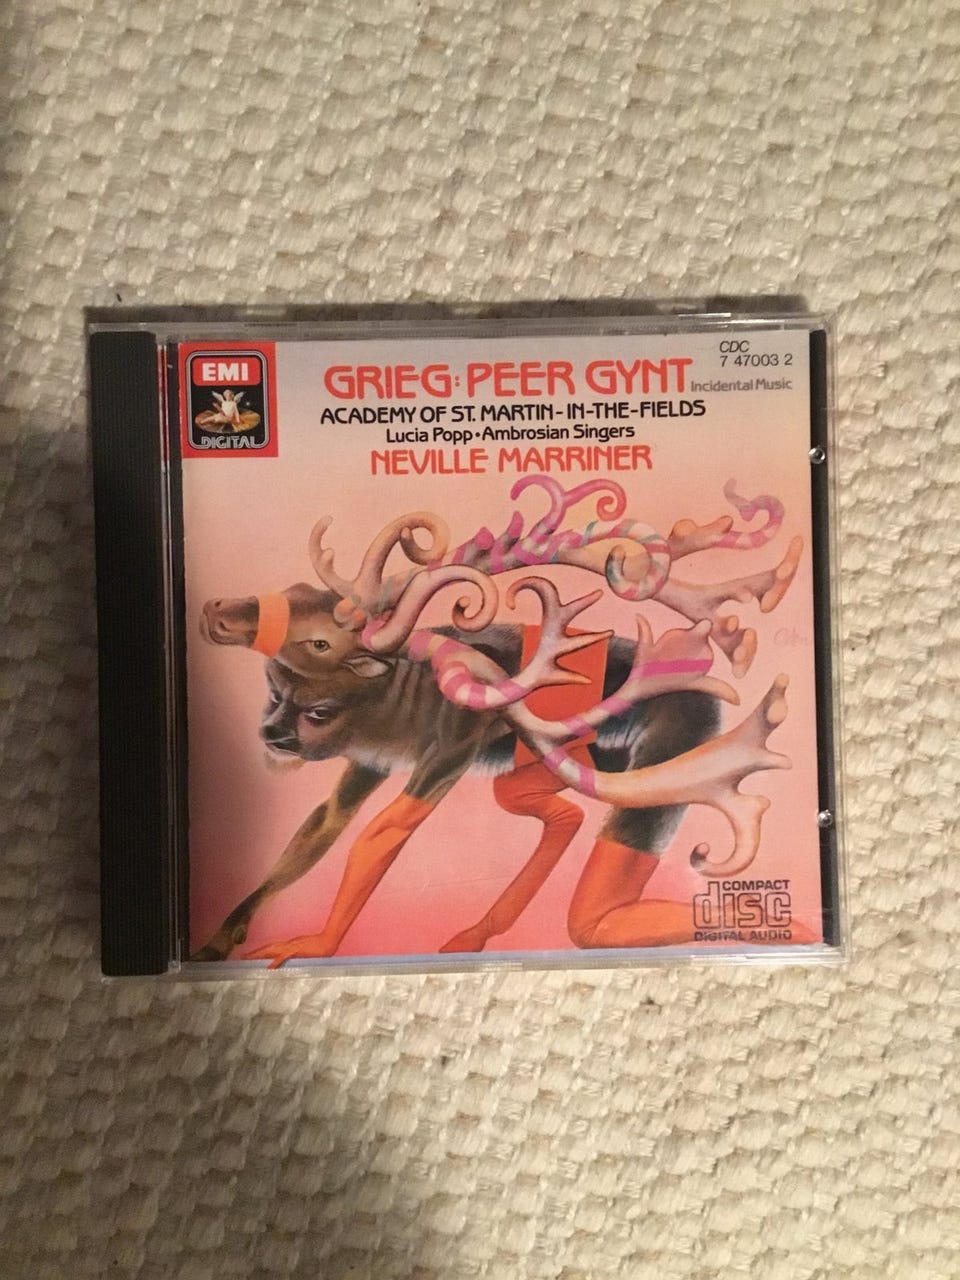 EMI
DIGITAL
CDC
7 47003 2
GRIEG: PEER GYNT Incidental Music
ACADEMY OF ST. MARTIN-IN-THE-FIELDS
Lucia Popp • Ambrosian Singers
NEVILLE MARRINER
COMPACT
disc
DIGITAL AUDIO